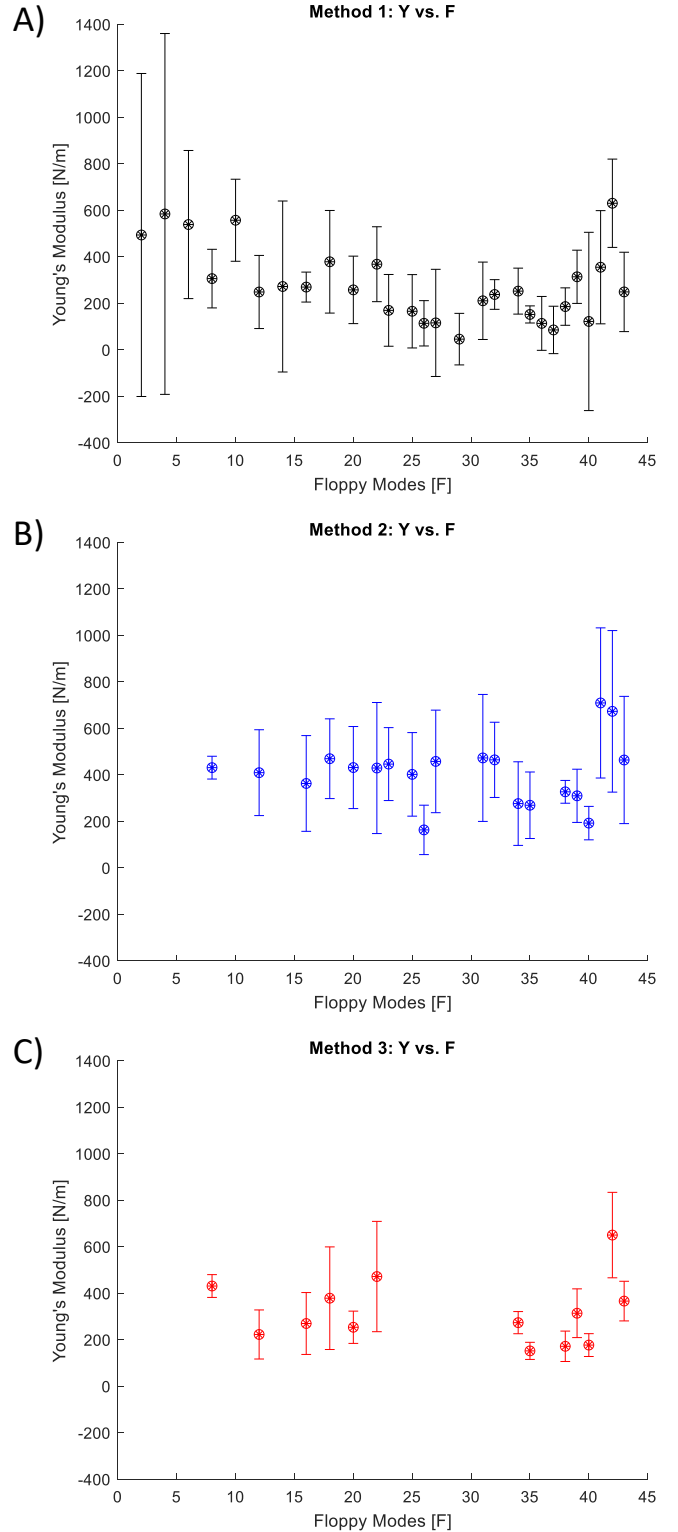 A)
Method 1: Y vs. F
1400
1200
1000
800
600
400
200
0
-200
-400
Young's Modulus [N/m]
0 5 10 15 20 25 30 35 40 45
Floppy Modes [F]
B)
Method 2: Y vs. F
1400
1200
1000
800
600
400
200
0
-200
-400
Young's Modulus [N/m]
0 5 10 15 20 25 30 35 40 45
Floppy Modes [F]
C)
Method 3: Y vs. F
1400
1200
1000
800
600
400
200
0
-200
-400
Young's Modulus [N/m]
0 5 10 15 20 25 30 35 40 45
Floppy Modes [F]